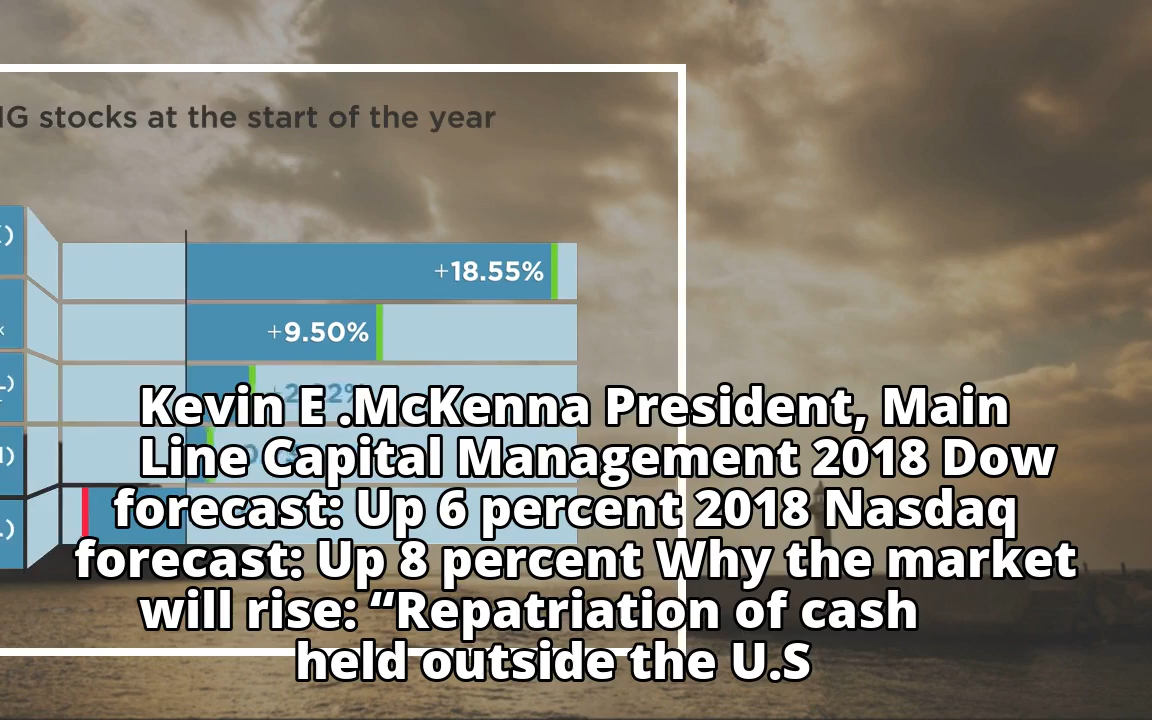 IG stocks at the start of the year
+18.55%
+9.50%
Kevin E .McKenna President, Main
Line Capital Management 2018 Dow
forecast: Up 6 percent 2018 Nasdaq
forecast: Up 8 percent Why the market
will rise: “Repatriation of cash
held outside the U.S